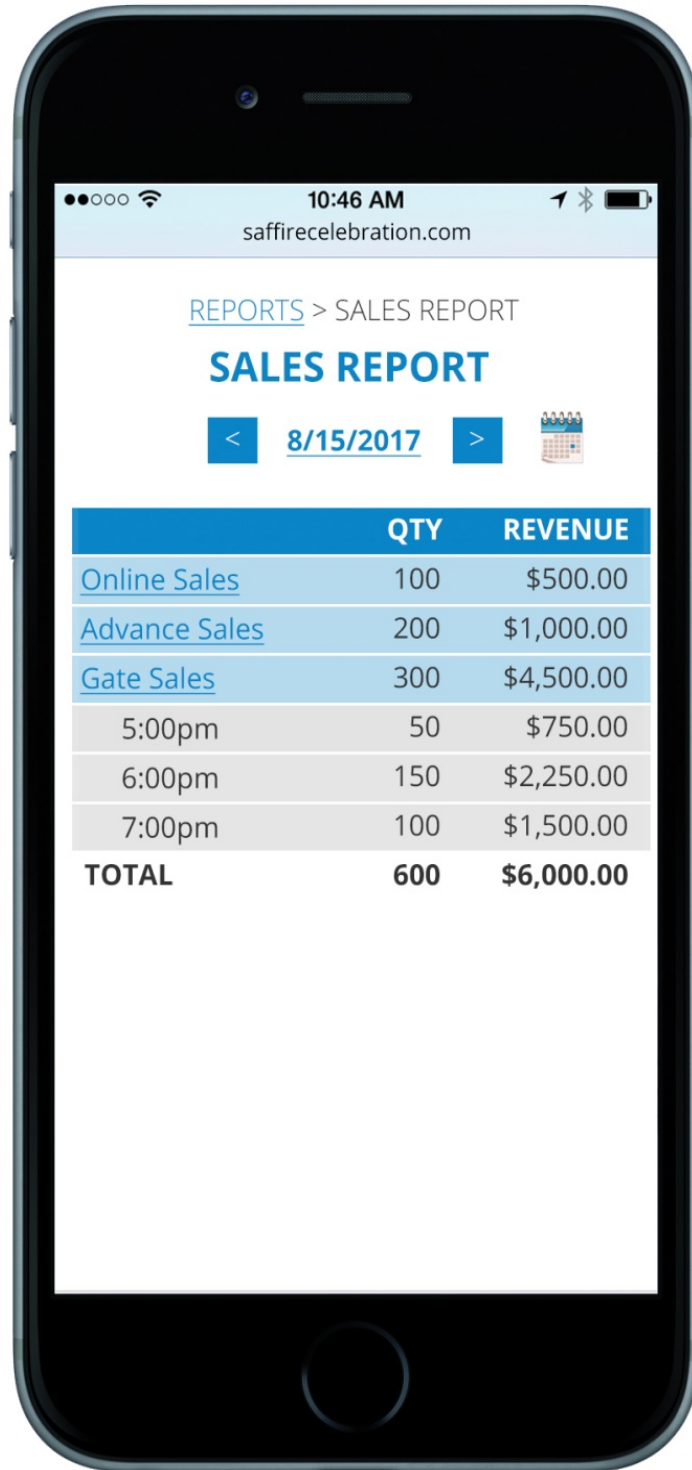 10:46 AM
saffirecelebration.com
REPORTS > SALES REPORT
SALES REPORT
< 8/15/2017 >
QTY REVENUE
Online Sales 100 $500.00
Advance Sales 200 $1,000.00
Gate Sales 300 $4,500.00
5:00pm 50 $750.00
6:00pm 150 $2,250.00
7:00pm 100 $1,500.00
TOTAL 600 $6,000.00